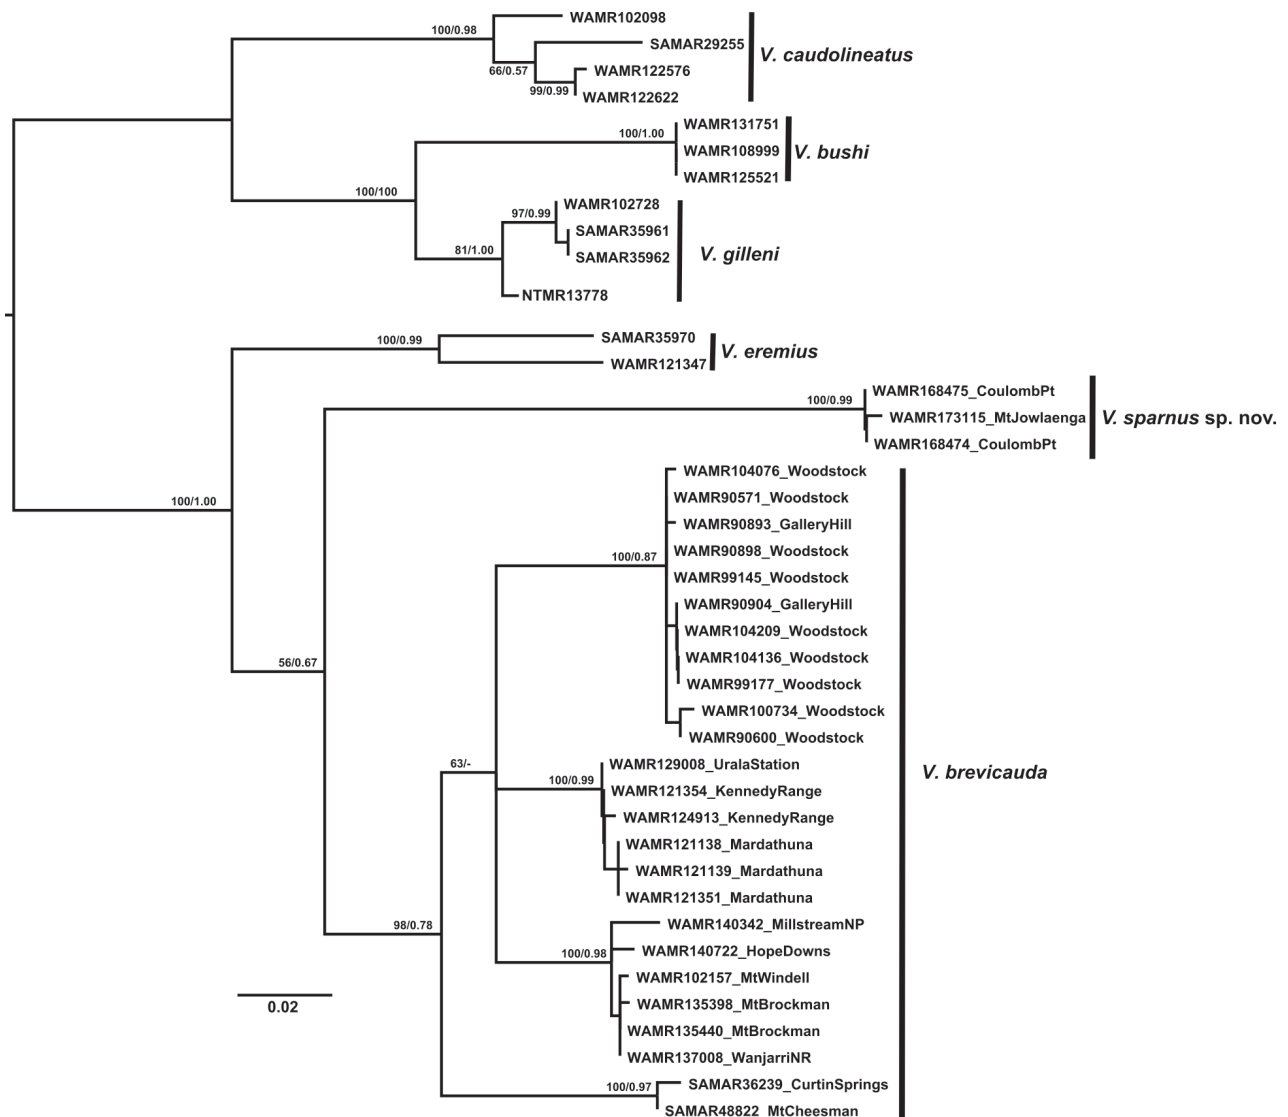 WAMR102098
100/0.98
SAMAR29255
V. caudolineatus
66/0.57
WAMR122576
99/0.99
WAMR122622
WAMR131751
100/1.00
WAMR108999
V. bushi
WAMR125521
100/100
WAMR102728
97/0.99
SAMAR35961
81/1.00
V. gilleni
SAMAR35962
NTMR13778
SAMAR35970
100/0.99
V. eremius
WAMR121347
WAMR168475_CoulombPt
100/0.99
WAMR173115_MtJowlaenga
V. sparnus sp. nov.
WAMR168474_CoulombPt
WAMR104076_Woodstock
WAMR90571_Woodstock
100/1.00
WAMR90893_GalleryHill
WAMR90898_Woodstock
100/0.87
WAMR99145_Woodstock
WAMR90904_GalleryHill
WAMR104209_Woodstock
WAMR104136_Woodstock
56/0.67
WAMR99177_Woodstock
WAMR100734_Woodstock
WAMR90600_Woodstock
63/-
WAMR129008_UralaStation
V. brevicauda
100/0.99
WAMR121354_KennedyRange
WAMR124913_KennedyRange
WAMR121138_Mardathuna
WAMR121139_Mardathuna
WAMR121351_Mardathuna
98/0.78
WAMR140342_MillstreamNP
100/0.98
WAMR140722_HopeDowns
WAMR102157_MtWindell
WAMR135398_MtBrockman
0.02
WAMR135440_MtBrockman
WAMR137008_WanjarriNR
100/0.97
SAMAR36239_CurtinSprings
SAMAR48822_MtCheesman